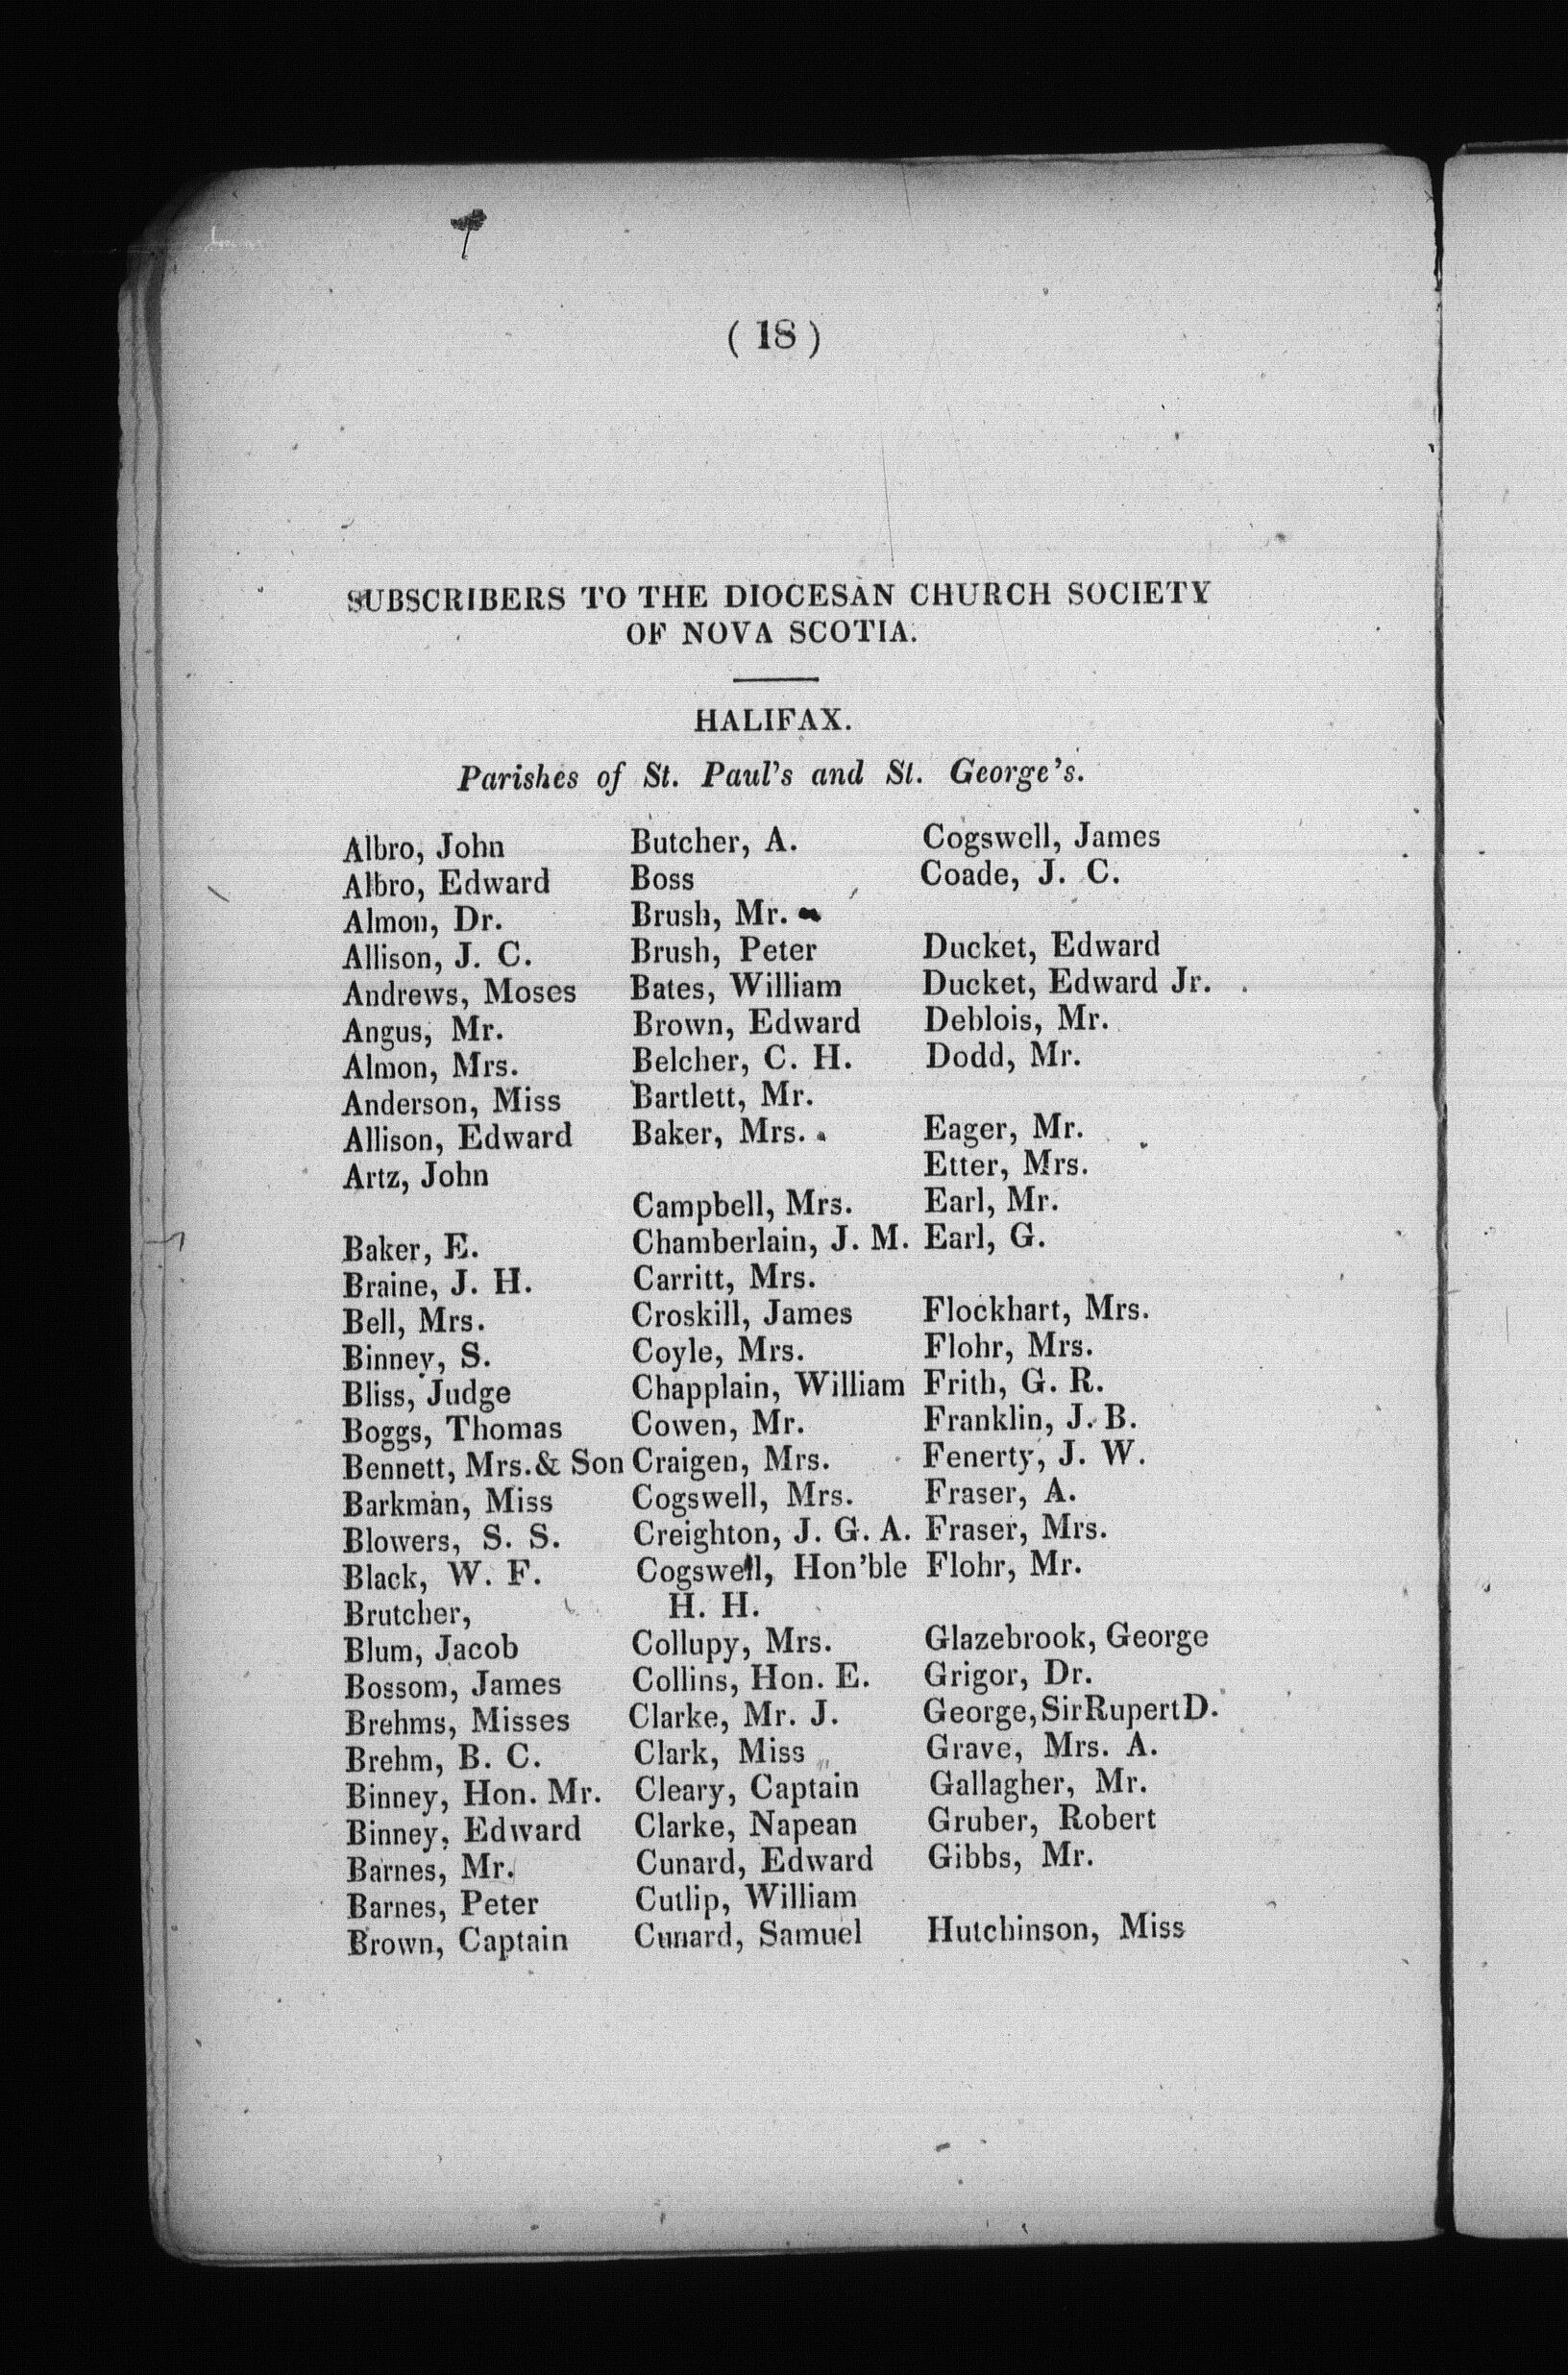 ( 18 )
SUBSCRIBERS TO THE DIOCESAN CHURCH SOCIETY
OF NOVA SCOTIA.
HALIFAX.
Parishes of St. Paul's and St. George's.
Albro, John
Albro, Edward
Almon, Dr.
Allison, J. C.
Andrews, Moses
Angus, Mr.
Almon, Mrs.
Anderson, Miss
Allison, Edward
Artz, John
Baker, E.
Braine, J. H.
Bell, Mrs.
Binney, S.
Bliss, Judge
Boggs, Thomas
Bennett, Mrs. & Son
Barkman, Miss
Blowers, S. S.
Black, W. F.
Brutcher,
Blum, Jacob
Bossom, James
Brehms, Misses
Brehm, B. C.
Binney, Hon. Mr.
Binney, Edward
Barnes, Mr.
Barnes, Peter
Brown, Captain
Butcher, A.
Boss
Brush, Mr.
Brush, Peter
Bates, William
Brown, Edward
Belcher, C. H.
Bartlett, Mr.
Baker, Mrs.
Campbell, Mrs.
Chamberlain, J. M.
Carritt, Mrs.
Croskill, James
Coyle, Mrs.
Chapplain, William
Cowen, Mr.
Craigen, Mrs.
Cogswell, Mrs.
Creighton, J. G. A.
Cogswell, Hon'ble
H. H.
Collupy, Mrs.
Collins, Hon. E.
Clarke, Mr. J.
Clark, Miss
Cleary, Captain
Clarke, Napean
Cunard, Edward
Cutlip, William
Cunard, Samuel
Cogswell, James
Coade, J. C.
Ducket, Edward
Ducket, Edward Jr.
Deblois, Mr.
Dodd, Mr.
Eager, Mr.
Etter, Mrs.
Earl, Mr.
Earl, G.
Flockhart, Mrs.
Flohr, Mrs.
Frith, G. R.
Franklin, J. B.
Fenerty, J. W.
Fraser, A.
Fraser, Mrs.
Flohr, Mr.
Glazebrook, George
Grigor, Dr.
George, Sir Rupert D.
Grave, Mrs. A.
Gallagher, Mr.
Gruber, Robert
Gibbs, Mr.
Hutchinson, Miss